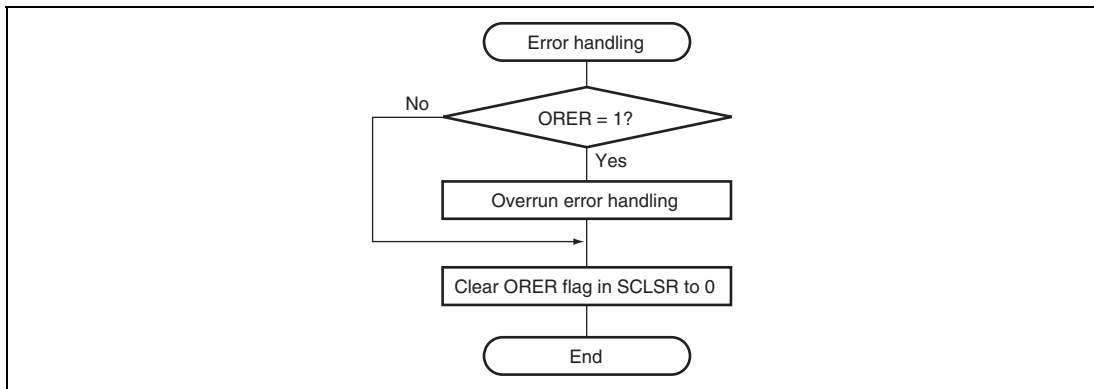 Error handling
No
ORER = 1?
Yes
Overrun error handling
Clear ORER flag in SCLSR to 0
End